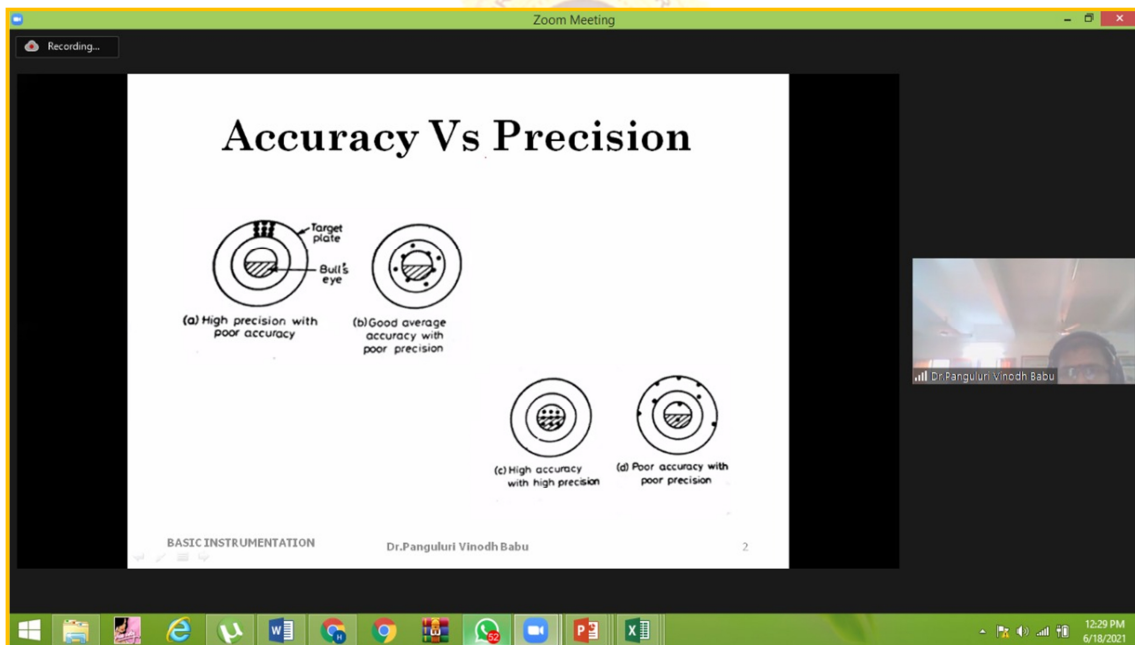 Zoom Meeting
Recording...
Accuracy Vs Precision
Target
plate
Bull's
eye
(a) High precision with
poor accuracy
(b) Good average
accuracy with
poor precision
(c) High accuracy
with high precision
(d) Poor accuracy with
poor precision
Dr.Panguluri Vinodh Babu
BASIC INSTRUMENTATION
Dr.Panguluri Vinodh Babu
2
52
12:29 PM
6/18/2021